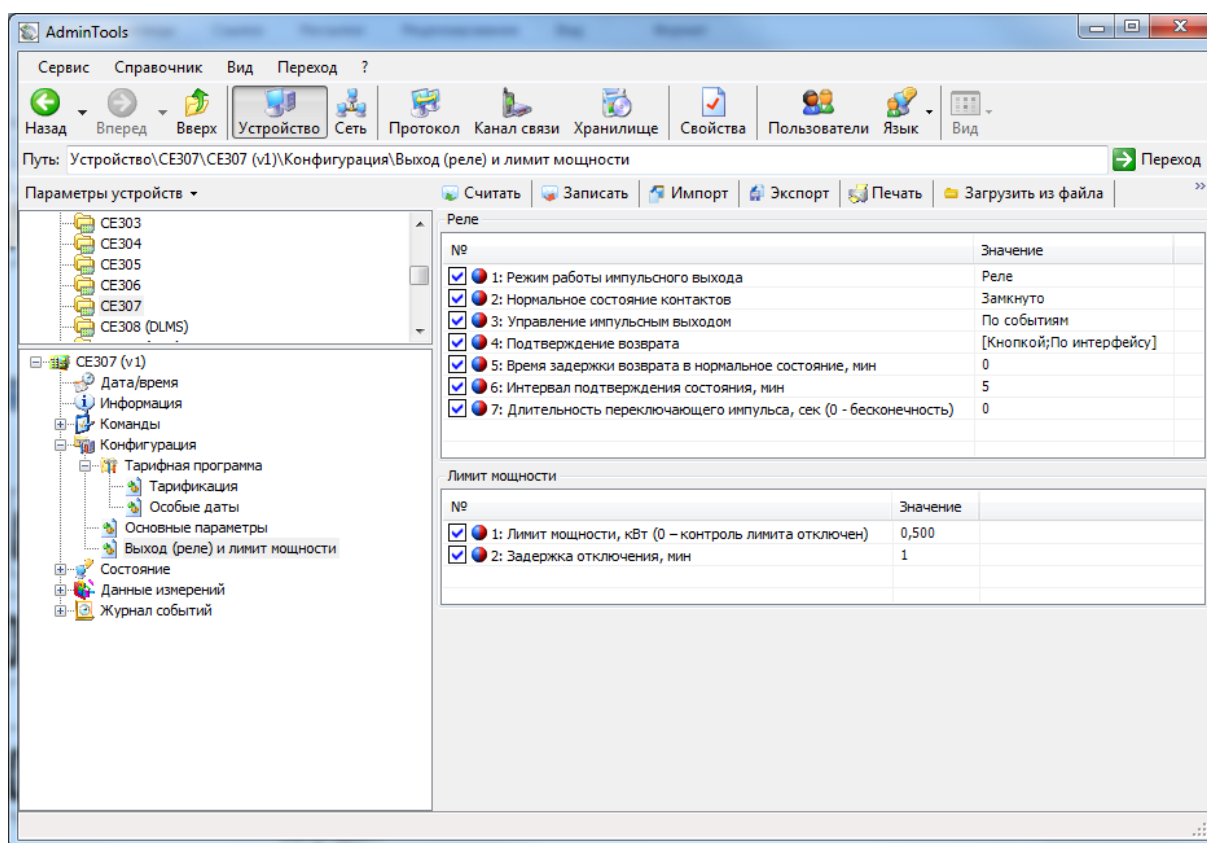 AdminTools
Сервис Справочник Вид Переход ?
Назад Вперед Вверх Устройство Сеть Протокол Канал связи Хранилище Свойства Пользователи Язык Вид
Путь: Устройство\CE307\CE307 (v1)\Конфигурация\Выход (реле) и лимит мощности Переход
Параметры устройств
Считать Записать Импорт Экспорт Печать Загрузить из файла »
CE303
CE304
CE305
CE306
CE307
CE308 (DLMS)
CE307 (v1)
Дата/время
Информация
Команды
Конфигурация
Тарифная программа
Тарификация
Особые даты
Основные параметры
Выход (реле) и лимит мощности
Состояние
Данные измерений
Журнал событий
Реле
№ Значение
1: Режим работы импульсного выхода Реле
2: Нормальное состояние контактов Замкнуто
3: Управление импульсным выходом По событиям
4: Подтверждение возврата [Кнопкой;По интерфейсу]
5: Время задержки возврата в нормальное состояние, мин 0
6: Интервал подтверждения состояния, мин 5
7: Длительность переключающего импульса, сек (0 - бесконечность) 0
Лимит мощности
№ Значение
1: Лимит мощности, кВт (0 – контроль лимита отключен) 0,500
2: Задержка отключения, мин 1